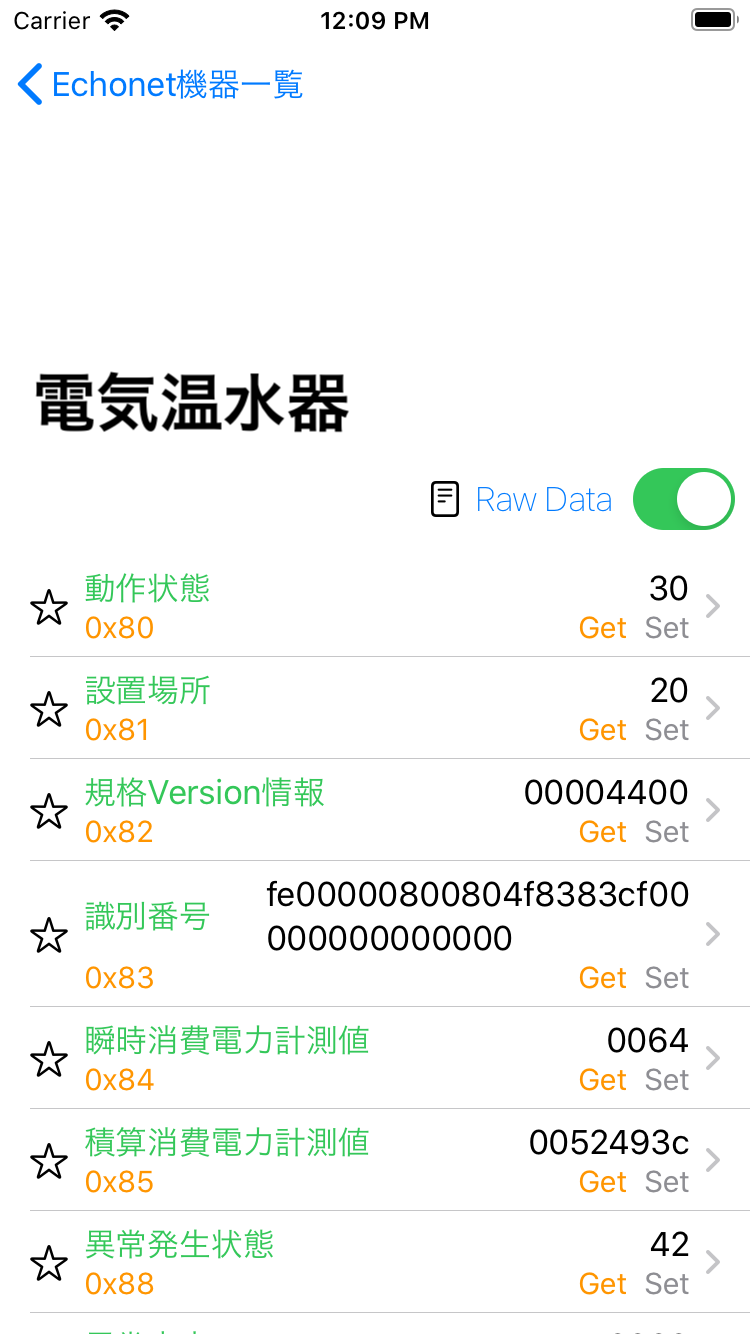 Carrier 12:09 PM
Echonet機器一覧
電気温水器
Raw Data
動作状態 30
0x80 Get Set
設置場所 20
0x81 Get Set
規格Version情報 00004400
0x82 Get Set
識別番号 fe00000800804f8383cf00
000000000000
0x83 Get Set
瞬時消費電力計測値 0064
0x84 Get Set
積算消費電力計測値 0052493c
0x85 Get Set
異常発生状態 42
0x88 Get Set